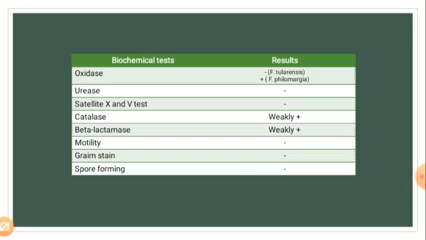 Biochemical tests Results
Oxidase - (F. tularensis)
+ ( F. philomargia)
Urease -
Satellite X and V test -
Catalase Weakly +
Beta-lactamase Weakly +
Motility -
Graim stain -
Spore forming -